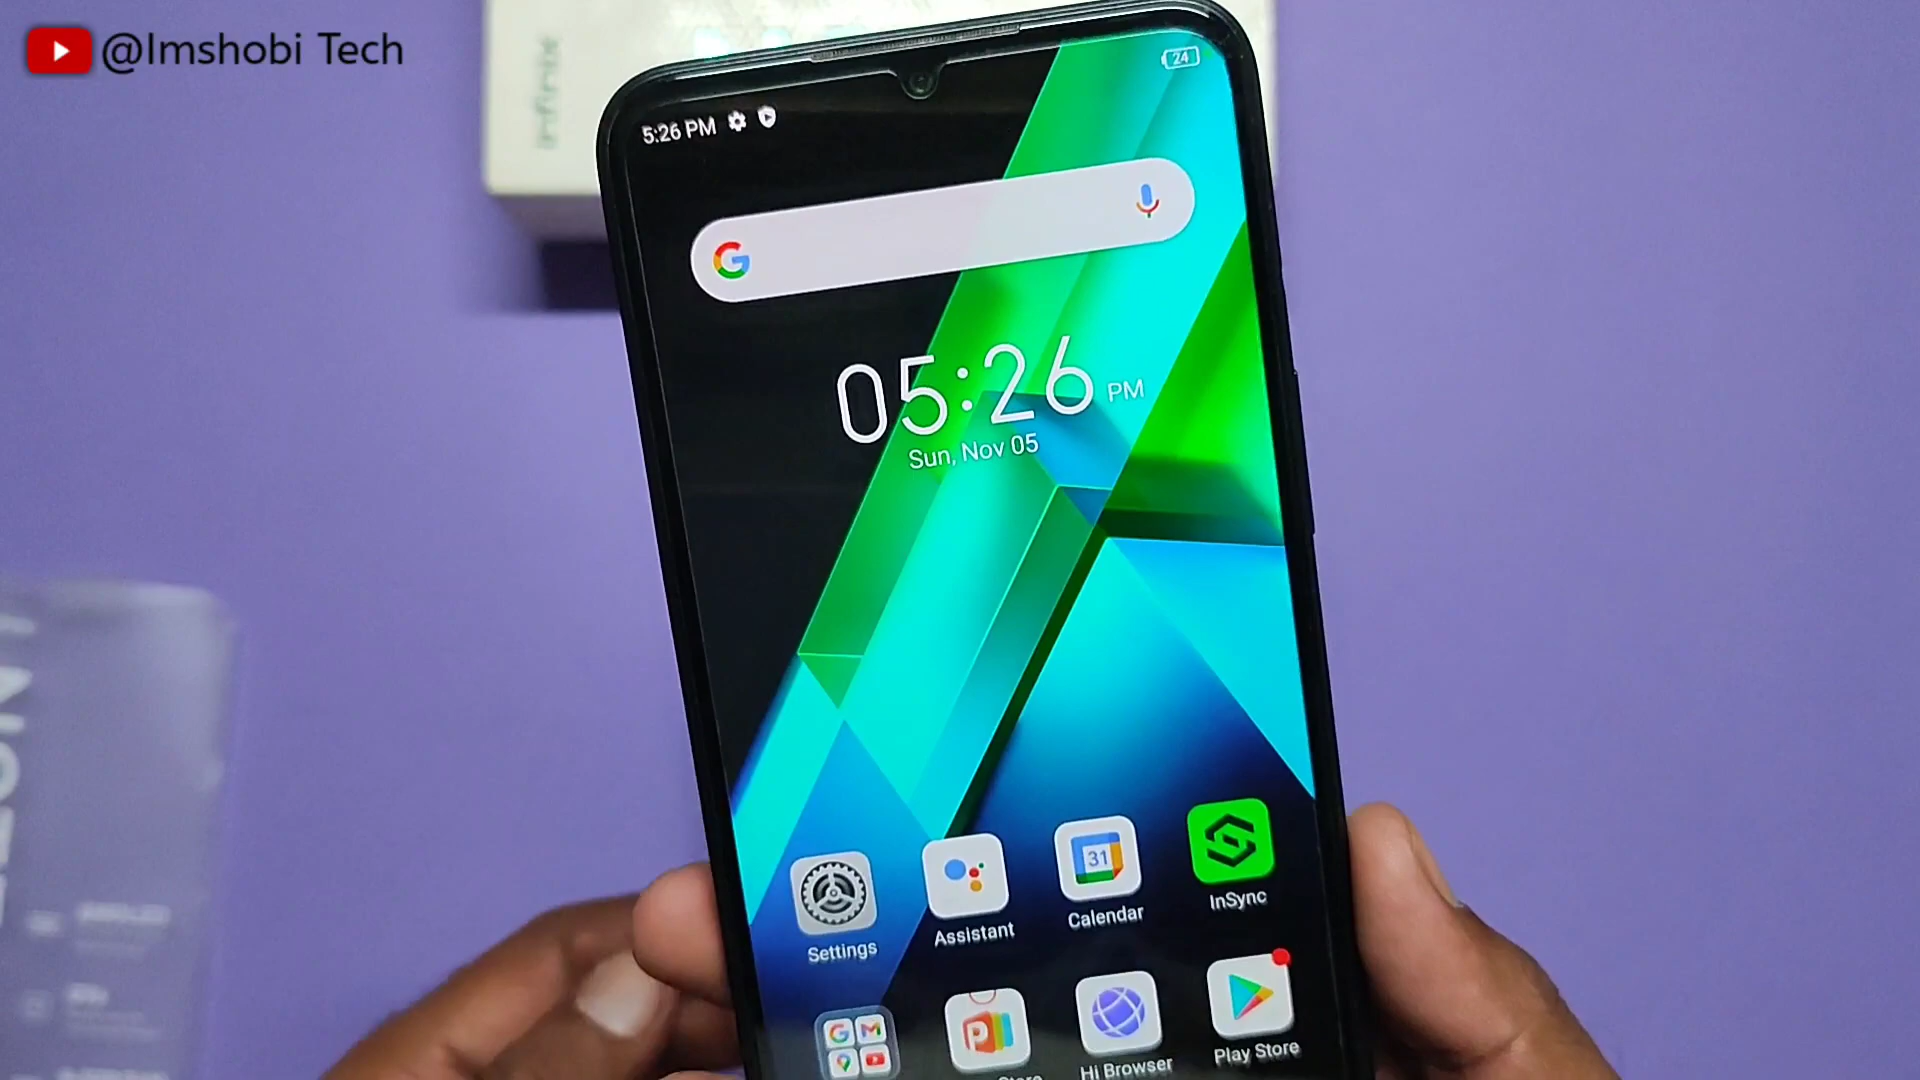 @Imshobi Tech
Infinix
24
5:26 PM
G
05:26 PM
Sun, Nov 05
31
Settings
Assistant
Calendar
InSync
G
P
Hi Browser
Play Store